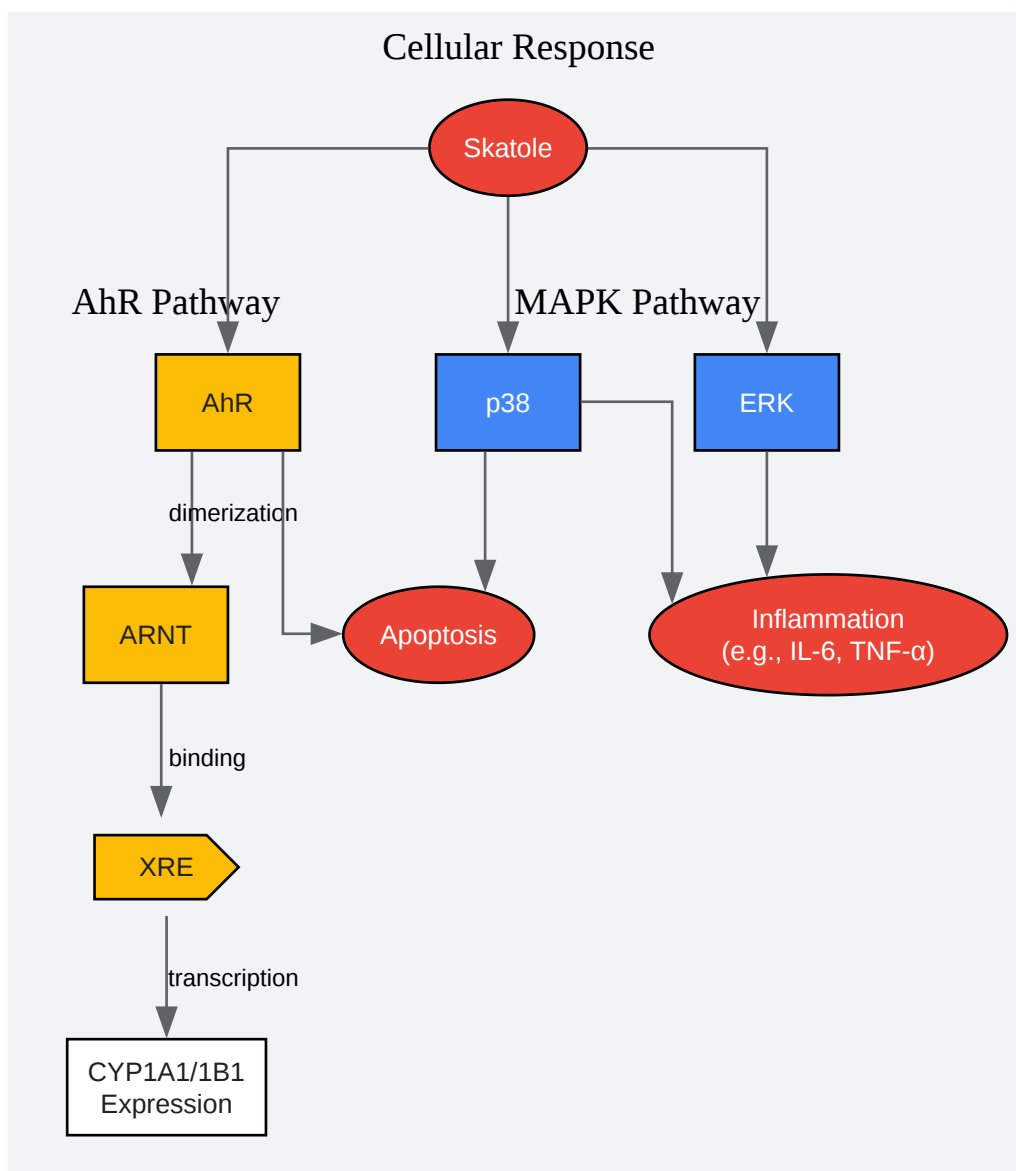 Cellular Response
Skatole
AhR Pathway
MAPK Pathway
AhR
p38
ERK
dimerization
ARNT
Apoptosis
Inflammation
(e.g., IL-6, TNF-α)
binding
XRE
transcription
CYP1A1/1B1
Expression